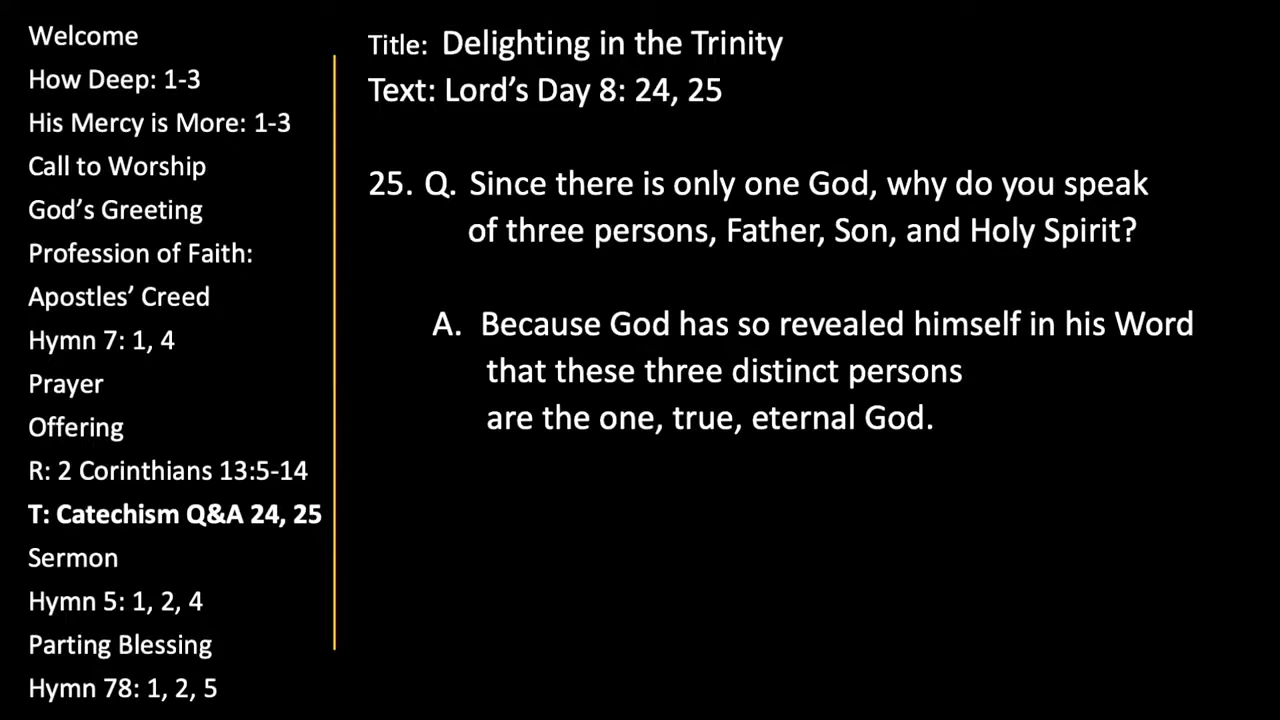 Welcome
How Deep: 1-3
His Mercy is More: 1-3
Call to Worship
God’s Greeting
Profession of Faith:
Apostles’ Creed
Hymn 7: 1, 4
Prayer
Offering
R: 2 Corinthians 13:5-14
T: Catechism Q&A 24, 25
Sermon
Hymn 5: 1, 2, 4
Parting Blessing
Hymn 78: 1, 2, 5
Title: Delighting in the Trinity
Text: Lord’s Day 8: 24, 25
25. Q. Since there is only one God, why do you speak
of three persons, Father, Son, and Holy Spirit?
A. Because God has so revealed himself in his Word
that these three distinct persons
are the one, true, eternal God.